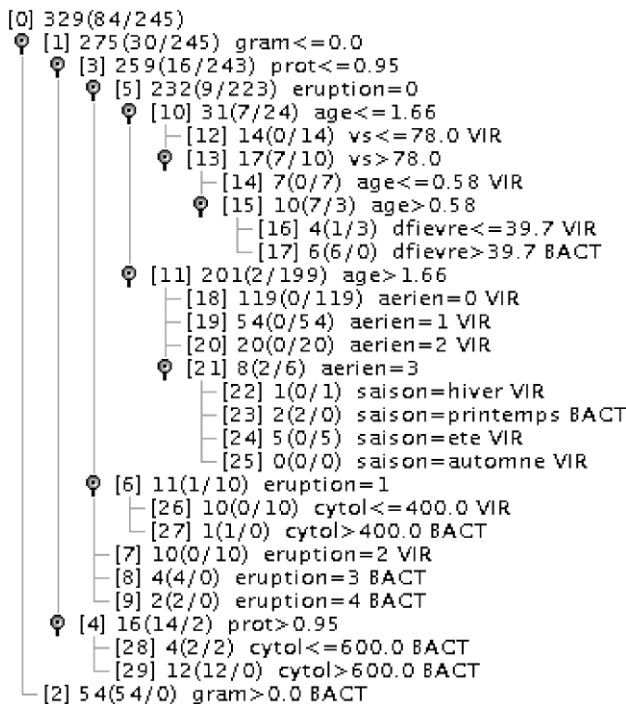 [0] 329(84/245)
[1] 275(30/245) gram<=0.0
[3] 259(16/243) prot<=0.95
[5] 232(9/223) eruption=0
[10] 31(7/24) age<=1.66
[12] 14(0/14) vs<=78.0 VIR
[13] 17(7/10) vs>78.0
[14] 7(0/7) age<=0.58 VIR
[15] 10(7/3) age>0.58
[16] 4(1/3) dfievre<=39.7 VIR
[17] 6(6/0) dfievre>39.7 BACT
[11] 201(2/199) age>1.66
[18] 119(0/119) aerien=0 VIR
[19] 54(0/54) aerien=1 VIR
[20] 20(0/20) aerien=2 VIR
[21] 8(2/6) aerien=3
[22] 1(0/1) saison=hiver VIR
[23] 2(2/0) saison=printemps BACT
[24] 5(0/5) saison=ete VIR
[25] 0(0/0) saison=automne VIR
[6] 11(1/10) eruption=1
[26] 10(0/10) cytol<=400.0 VIR
[27] 1(1/0) cytol>400.0 BACT
[7] 10(0/10) eruption=2 VIR
[8] 4(4/0) eruption=3 BACT
[9] 2(2/0) eruption=4 BACT
[4] 16(14/2) prot>0.95
[28] 4(2/2) cytol<=600.0 BACT
[29] 12(12/0) cytol>600.0 BACT
[2] 54(54/0) gram>0.0 BACT